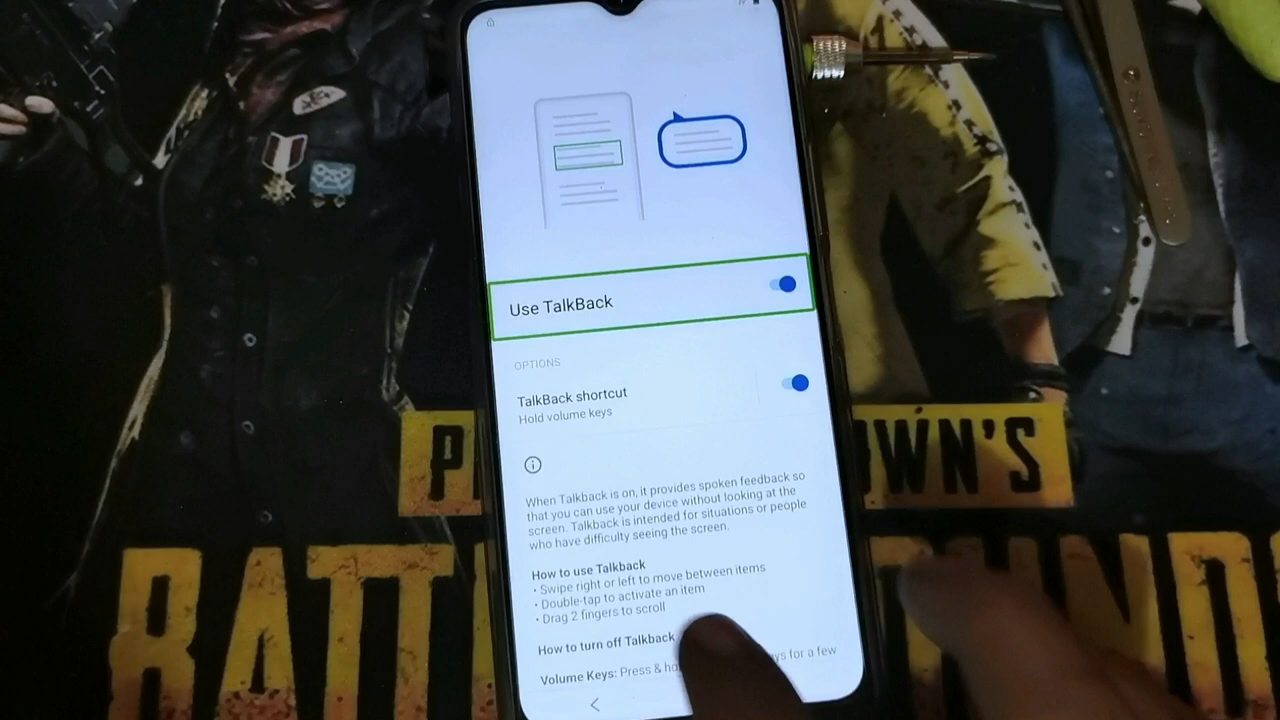 Use TalkBack
OPTIONS
TalkBack shortcut
Hold volume keys
When Talkback is on, it provides spoken feedback so
that you can use your device without looking at the
screen. Talkback is intended for situations or people
who have difficulty seeing the screen.
How to use Talkback
• Swipe right or left to move between items
• Double-tap to activate an item
• Drag 2 fingers to scroll
How to turn off Talkback
Volume Keys: Press & for a few
WN'S